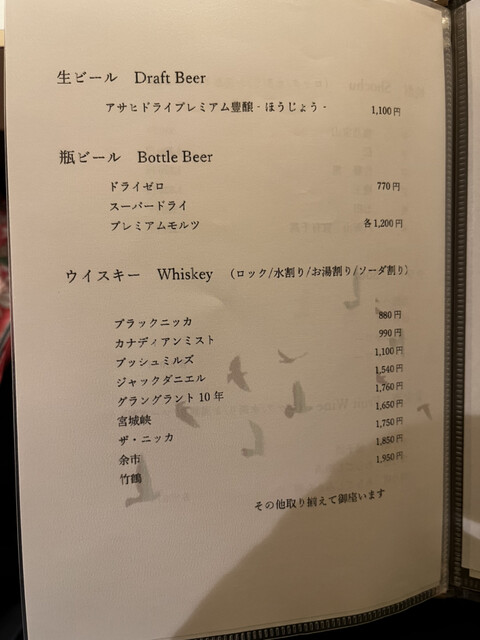 生ビール Draft Beer
アサヒドライプレミアム豊醸 - ほうじょう - 1,100円
瓶ビール Bottle Beer
ドライゼロ 770円
スーパードライ
プレミアムモルツ 各1,200円
ウイスキー Whiskey （ロック/水割り/お湯割り/ソーダ割り）
ブラックニッカ 880円
カナディアンミスト 990円
ブッシュミルズ 1,100円
ジャックダニエル 1,540円
グラングラント 10 年 1,760円
宮城峡 1,650円
ザ・ニッカ 1,750円
余市 1,850円
竹鶴 1,950円
その他取り揃えて御座います